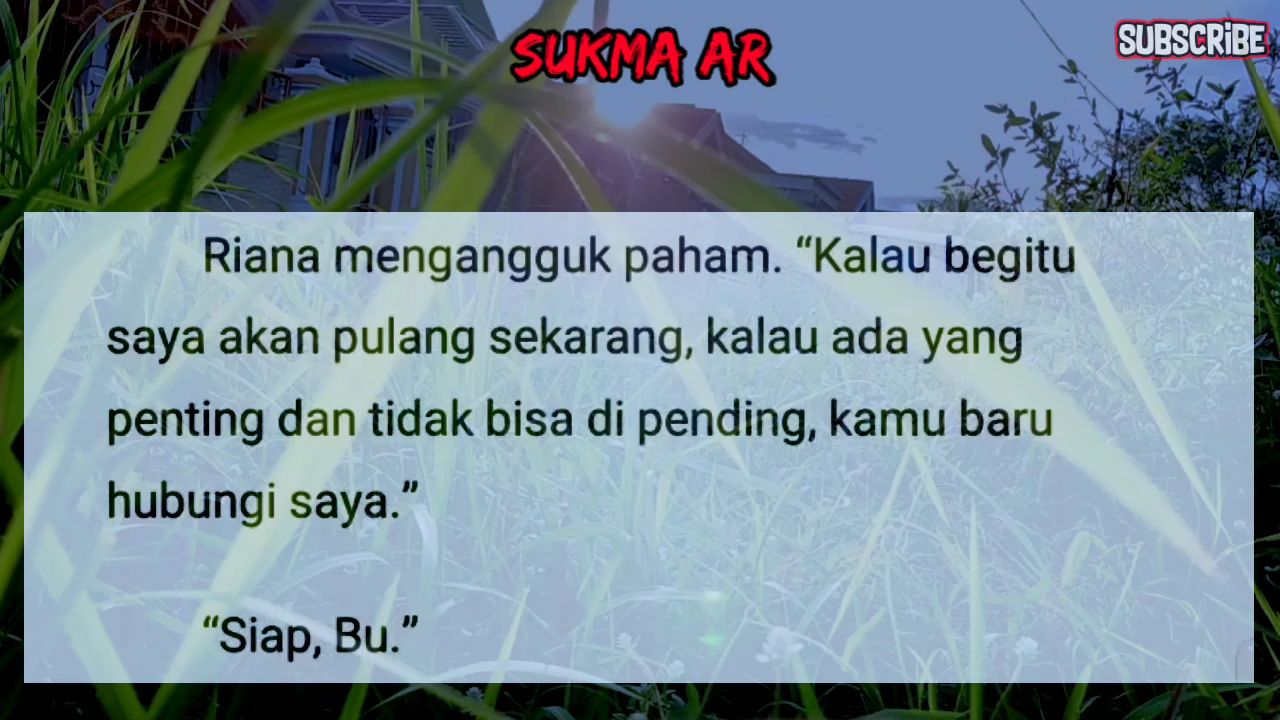 SUKMA AR
SUBSCRIBE
Riana mengangguk paham. “Kalau begitu
saya akan pulang sekarang, kalau ada yang
penting dan tidak bisa di pending, kamu baru
hubungi saya.”
“Siap, Bu.”